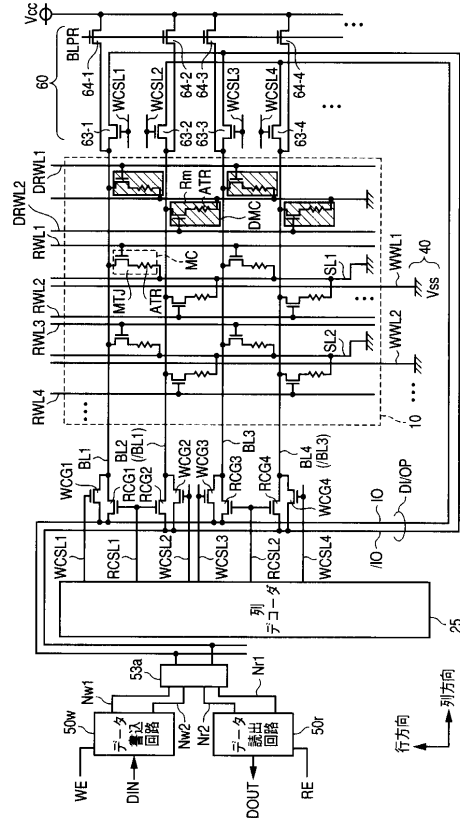 Vcc
BLPR
60
64-1
64-2
64-3
64-4
63-1
63-2
63-3
63-4
WCSL1
WCSL2
WCSL3
WCSL4
DRWL1
DRWL2
RWL1
RWL2
RWL3
RWL4
Rm
ATR
DMC
MC
MTJ
ATR
SL1
SL2
WWL1
WWL2
40
Vss
10
BL1
BL2
(/BL1)
BL3
BL4
(/BL3)
WCG1
RCG1
RCG2
WCG2
WCG3
RCG3
RCG4
WCG4
WCSL1
RCSL1
WCSL2
WCSL3
RCSL2
WCSL4
IO
/IO
DI/OP
列
デコーダ
25
53a
Nw1
Nw2
Nr2
Nr1
50w
データ
書込
回路
データ
読出
回路
50r
WE
DIN
DOUT
RE
行方向
列方向